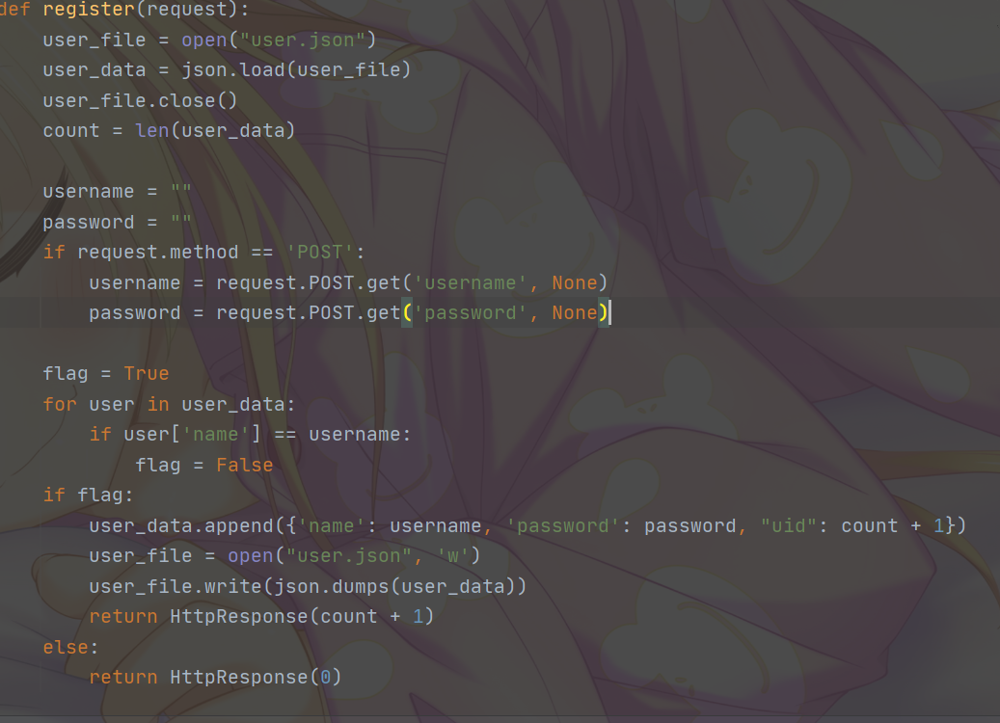 def register(request):
    user_file = open("user.json")
    user_data = json.load(user_file)
    user_file.close()
    count = len(user_data)

    username = ""
    password = ""
    if request.method == 'POST':
        username = request.POST.get('username', None)
        password = request.POST.get('password', None)

    flag = True
    for user in user_data:
        if user['name'] == username:
            flag = False
    if flag:
        user_data.append({'name': username, 'password': password, "uid": count + 1})
        user_file = open("user.json", 'w')
        user_file.write(json.dumps(user_data))
        return HttpResponse(count + 1)
    else:
        return HttpResponse(0)